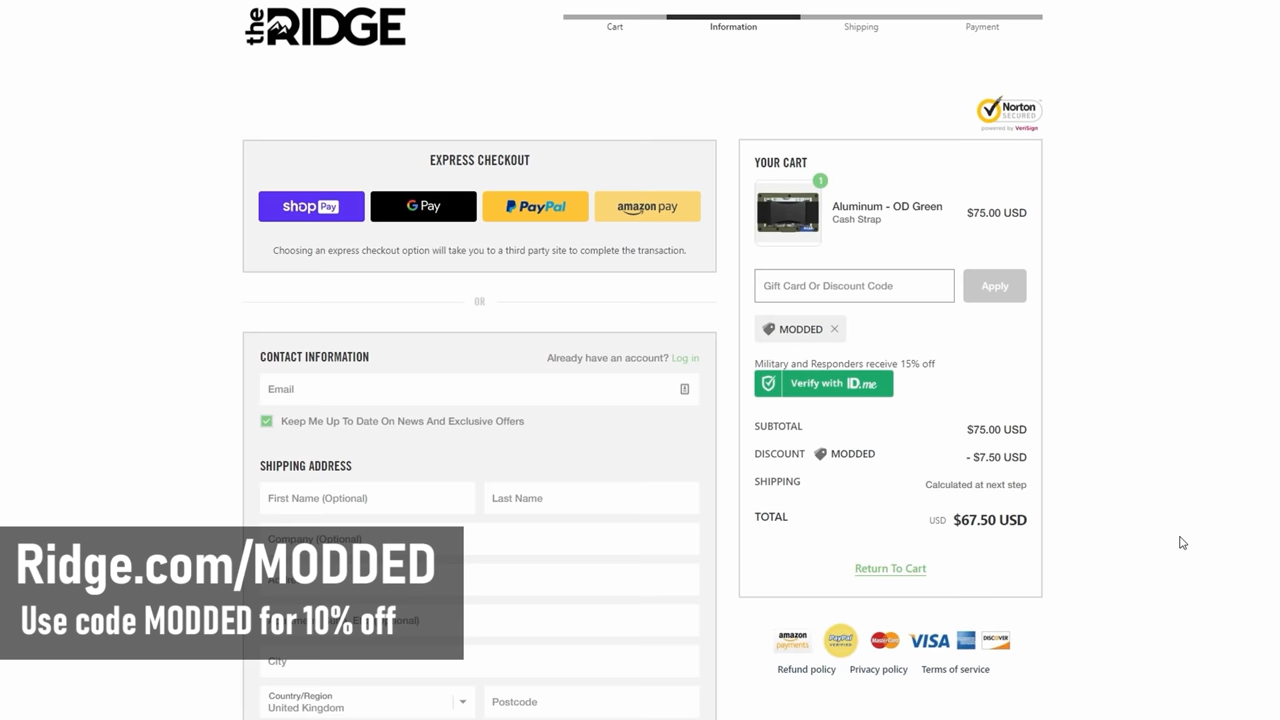 the RIDGE
Cart Information Shipping Payment
Norton
SECURED
powered by VeriSign
EXPRESS CHECKOUT
shop Pay G Pay PayPal amazon pay
Choosing an express checkout option will take you to a third party site to complete the transaction.
OR
CONTACT INFORMATION Already have an account? Log in
Email
Keep Me Up To Date On News And Exclusive Offers
SHIPPING ADDRESS
First Name (Optional) Last Name
Company (Optional)
City
Country/Region
United Kingdom
Postcode
YOUR CART
1
Aluminum - OD Green
Cash Strap
$75.00 USD
Gift Card Or Discount Code Apply
MODDED
Military and Responders receive 15% off
Verify with ID.me
SUBTOTAL $75.00 USD
DISCOUNT MODDED - $7.50 USD
SHIPPING Calculated at next step
TOTAL USD $67.50 USD
Return To Cart
amazon payments PayPal VERIFIED MasterCard VISA DISCOVER
Refund policy Privacy policy Terms of service
Ridge.com/MODDED
Use code MODDED for 10% off